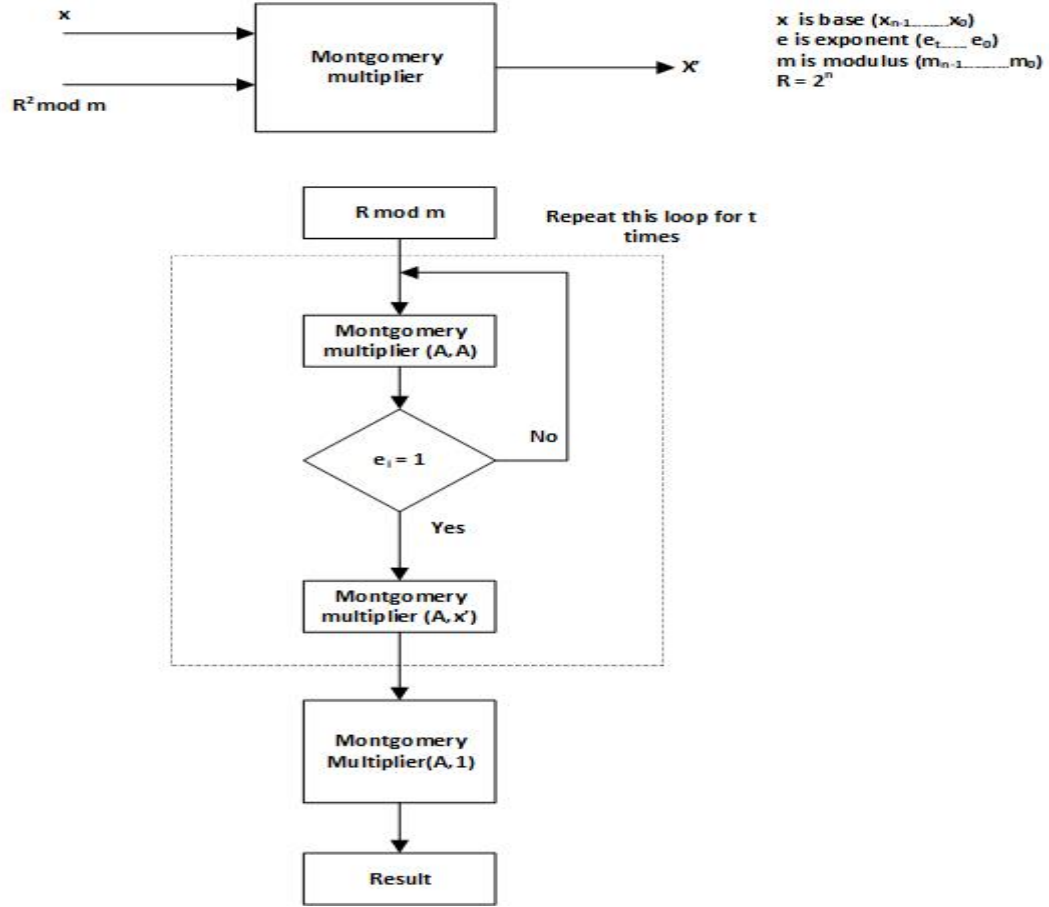 x
R² mod m
Montgomery
multiplier
X'
x is base (xₙ₋₁........x₀)
e is exponent (eₜ.....e₀)
m is modulus (mₙ₋₁..........m₀)
R = 2ⁿ
R mod m
Repeat this loop for t
times
Montgomery
multiplier (A, A)
No
eᵢ = 1
Yes
Montgomery
multiplier (A, x')
Montgomery
Multiplier(A, 1)
Result